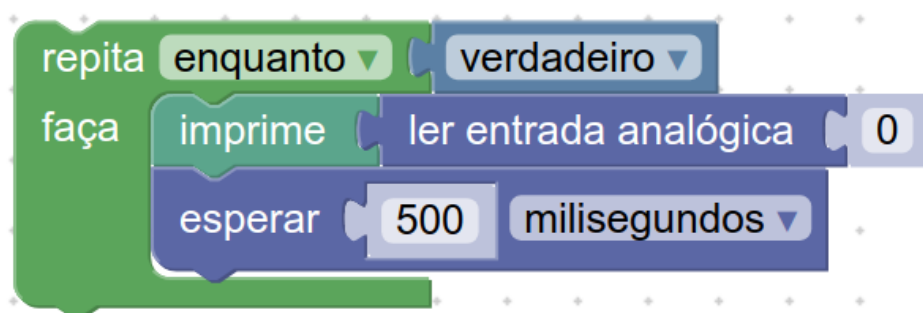 repita enquanto ▾ verdadeiro ▾
faça imprime ler entrada analógica 0
esperar 500 milisegundos ▾